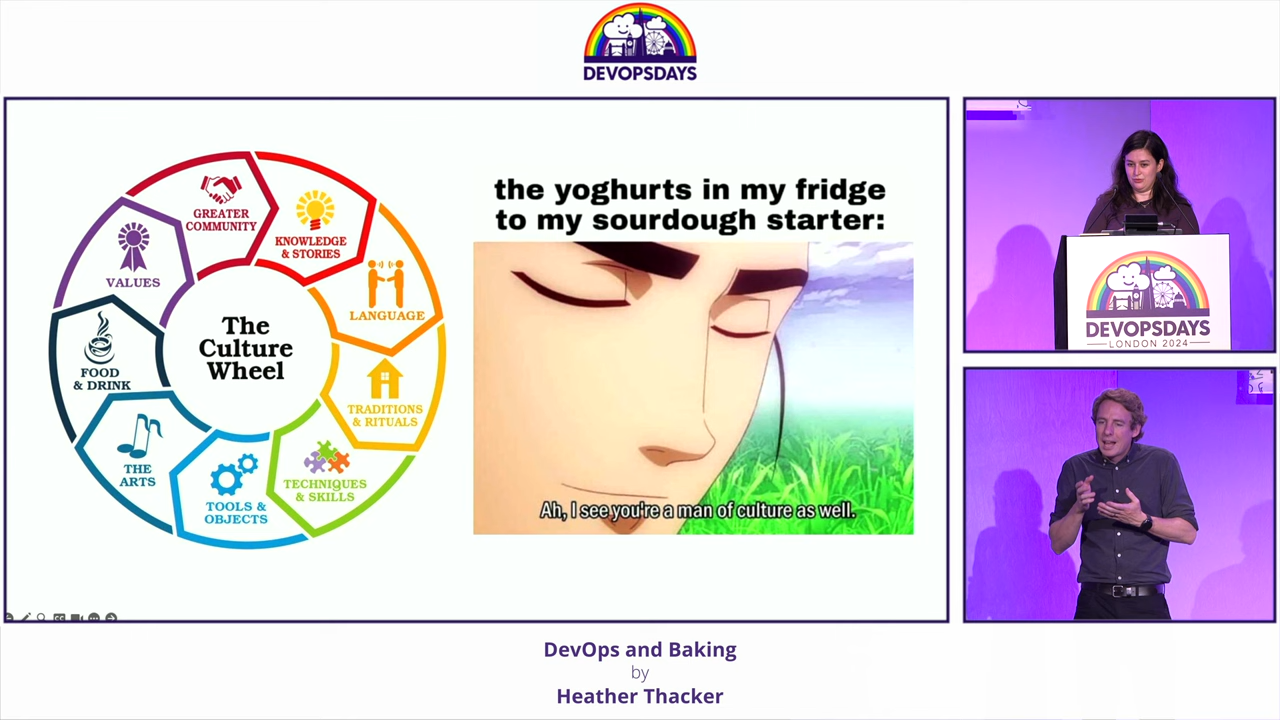 DEVOPSDAYS
GREATER
COMMUNITY
KNOWLEDGE
& STORIES
LANGUAGE
TRADITIONS
& RITUALS
TECHNIQUES
& SKILLS
TOOLS &
OBJECTS
THE
ARTS
FOOD
& DRINK
VALUES
The
Culture
Wheel
the yoghurts in my fridge
to my sourdough starter:
Ah, I see you're a man of culture as well.
DEVOPSDAYS
LONDON 2024
DevOps and Baking
by
Heather Thacker